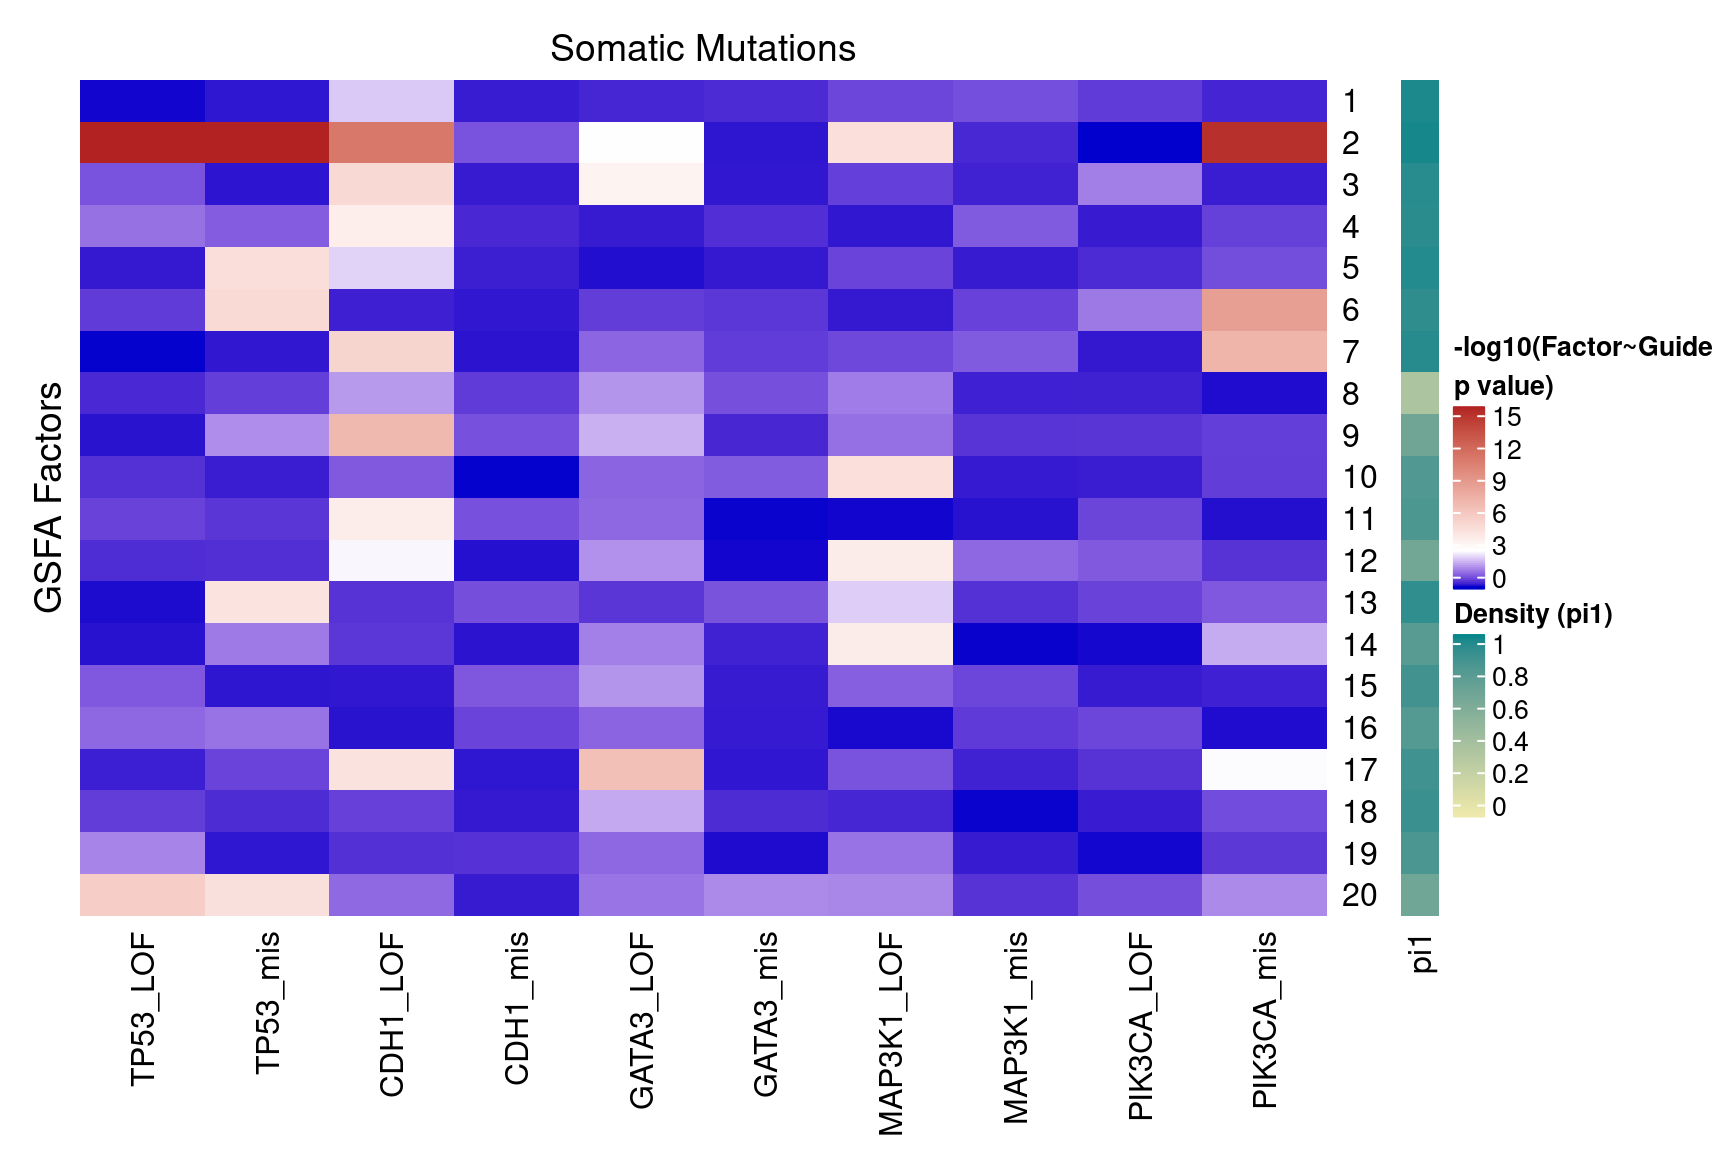 Somatic Mutations
GSFA Factors
1
2
3
4
5
6
7
8
9
10
11
12
13
14
15
16
17
18
19
20
TP53_LOF
TP53_mis
CDH1_LOF
CDH1_mis
GATA3_LOF
GATA3_mis
MAP3K1_LOF
MAP3K1_mis
PIK3CA_LOF
PIK3CA_mis
pi1
-log10(Factor~Guide
p value)
15
12
9
6
3
0
Density (pi1)
1
0.8
0.6
0.4
0.2
0